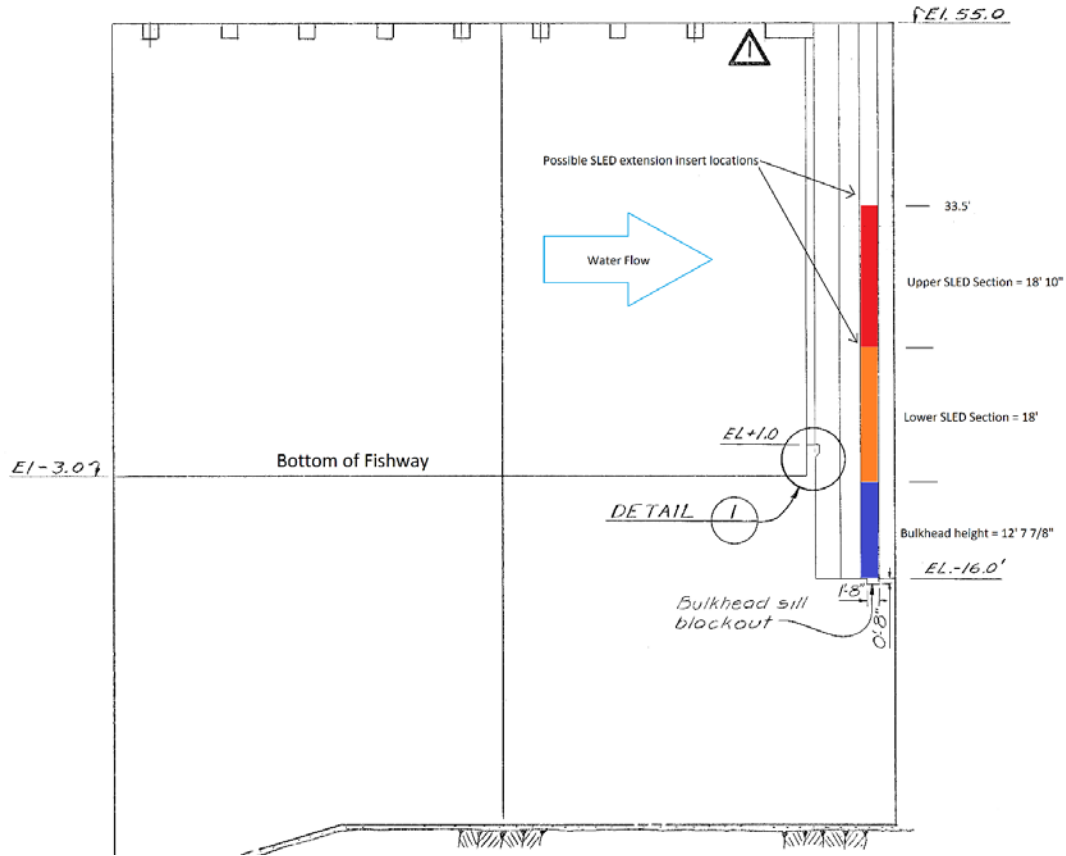 EL. 55.0
1
Possible SLED extension insert locations
33.5'
Water Flow
Upper SLED Section = 18' 10"
Lower SLED Section = 18'
EL+1.0
El-3.07
Bottom of Fishway
DETAIL 1
Bulkhead height = 12' 7 7/8"
EL.-16.0'
1'-8"
Bulkhead sill
blockout
0'-8"